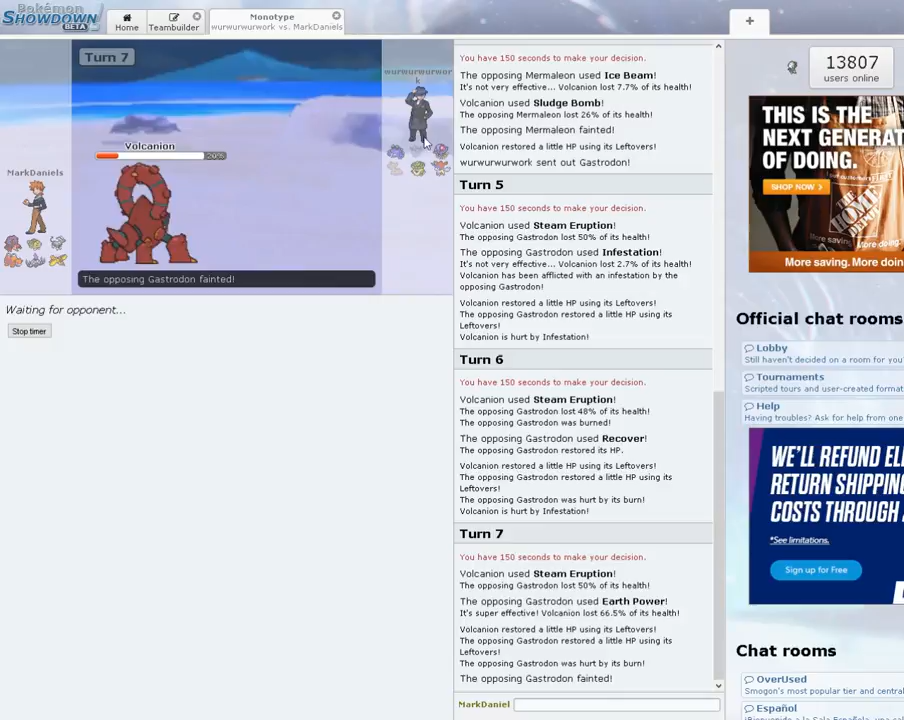 Pokémon
SHOWDOWN
BETA
Home
Teambuilder
Monotype
wurwurwurwork vs. MarkDaniels
+
Turn 7
wurwurwurwor
k
Volcanion
20%
MarkDaniels
The opposing Gastrodon fainted!
Waiting for opponent...
Stop timer
You have 150 seconds to make your decision.
The opposing Mermaleon used Ice Beam!
It's not very effective... Volcanion lost 7.7% of its health!
Volcanion used Sludge Bomb!
The opposing Mermaleon lost 26% of its health!
The opposing Mermaleon fainted!
Volcanion restored a little HP using its Leftovers!
wurwurwurwork sent out Gastrodon!
Turn 5
You have 150 seconds to make your decision.
Volcanion used Steam Eruption!
The opposing Gastrodon lost 50% of its health!
The opposing Gastrodon used Infestation!
It's not very effective... Volcanion lost 2.7% of its health!
Volcanion has been afflicted with an infestation by the
opposing Gastrodon!
Volcanion restored a little HP using its Leftovers!
The opposing Gastrodon restored a little HP using its
Leftovers!
Volcanion is hurt by Infestation!
Turn 6
You have 150 seconds to make your decision.
Volcanion used Steam Eruption!
The opposing Gastrodon lost 48% of its health!
The opposing Gastrodon was burned!
The opposing Gastrodon used Recover!
The opposing Gastrodon restored its HP.
Volcanion restored a little HP using its Leftovers!
The opposing Gastrodon restored a little HP using its
Leftovers!
The opposing Gastrodon was hurt by its burn!
Volcanion is hurt by Infestation!
Turn 7
You have 150 seconds to make your decision.
Volcanion used Steam Eruption!
The opposing Gastrodon lost 50% of its health!
The opposing Gastrodon used Earth Power!
It's super effective! Volcanion lost 66.5% of its health!
Volcanion restored a little HP using its Leftovers!
The opposing Gastrodon restored a little HP using its
Leftovers!
The opposing Gastrodon was hurt by its burn!
The opposing Gastrodon fainted!
MarkDaniel
13807
users online
THIS IS THE
NEXT GENERAT
OF DOING.
SHOP NOW >
THE HOME DEPOT
More saving.
More saving. More doin
Official chat rooms
Lobby
Still haven't decided on a room for you
Tournaments
Scripted tours and user-created format
Help
Having troubles? Ask for help from one
WE'LL REFUND ELI
RETURN SHIPPING
COSTS THROUGH
*See limitations.
Sign up for Free
Chat rooms
OverUsed
Smogon's most popular tier and central
Español
¡Bienvenido a la Sala Española,